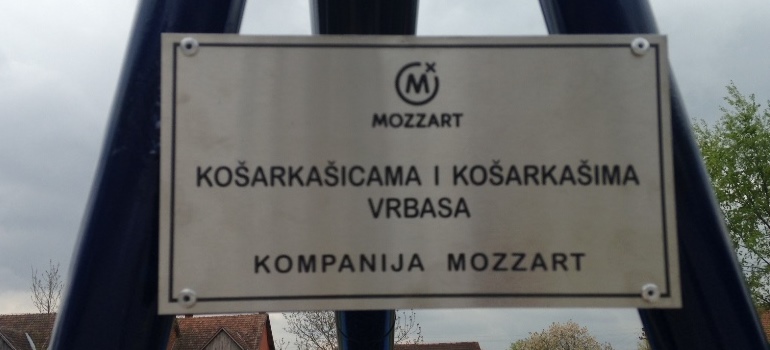 MOZZART
KOŠARKAŠICAMA I KOŠARKAŠIMA
VRBASA
KOMPANIJA MOZZART